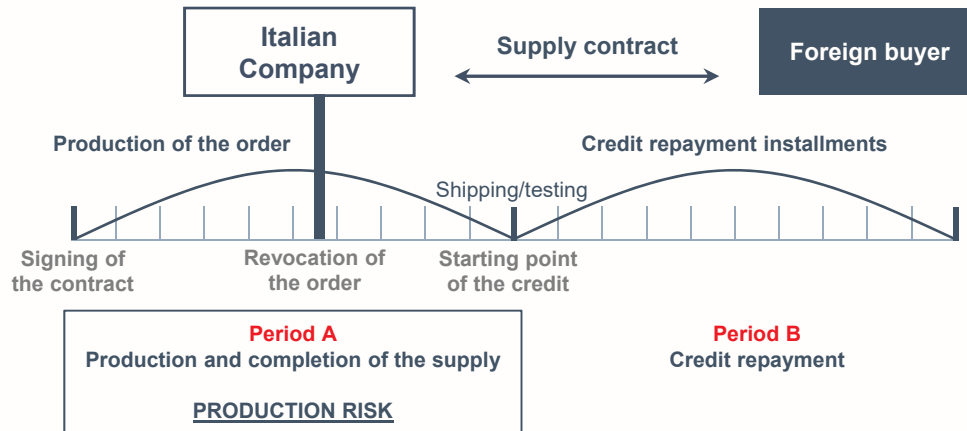 Italian
Company
Supply contract
Foreign buyer
Production of the order
Credit repayment installments
Shipping/testing
Signing of
the contract
Revocation of
the order
Starting point
of the credit
Period A
Production and completion of the supply
PRODUCTION RISK
Period B
Credit repayment